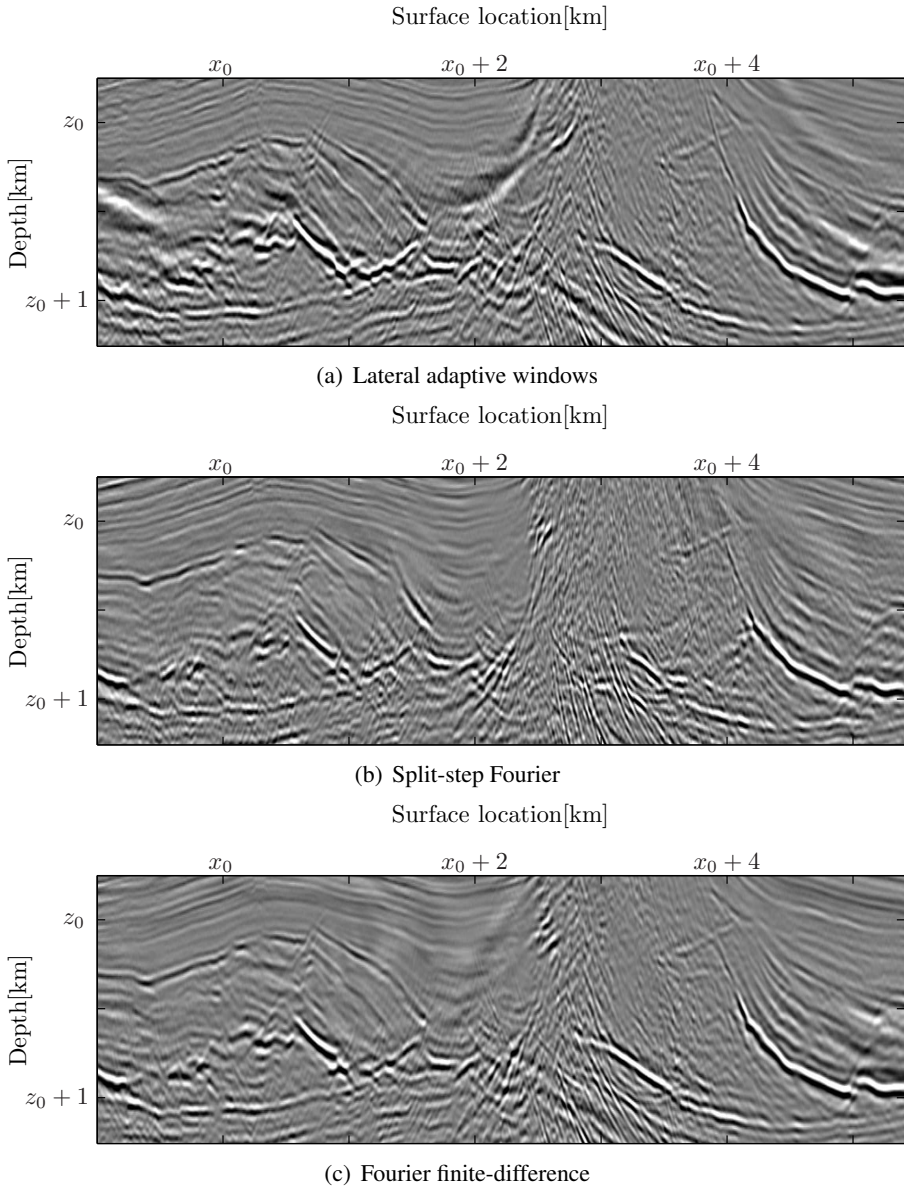 Surface location[km]
x₀ x₀ + 2 x₀ + 4
z₀
Depth[km]
z₀ + 1
(a) Lateral adaptive windows
Surface location[km]
x₀ x₀ + 2 x₀ + 4
z₀
Depth[km]
z₀ + 1
(b) Split-step Fourier
Surface location[km]
x₀ x₀ + 2 x₀ + 4
z₀
Depth[km]
z₀ + 1
(c) Fourier finite-difference